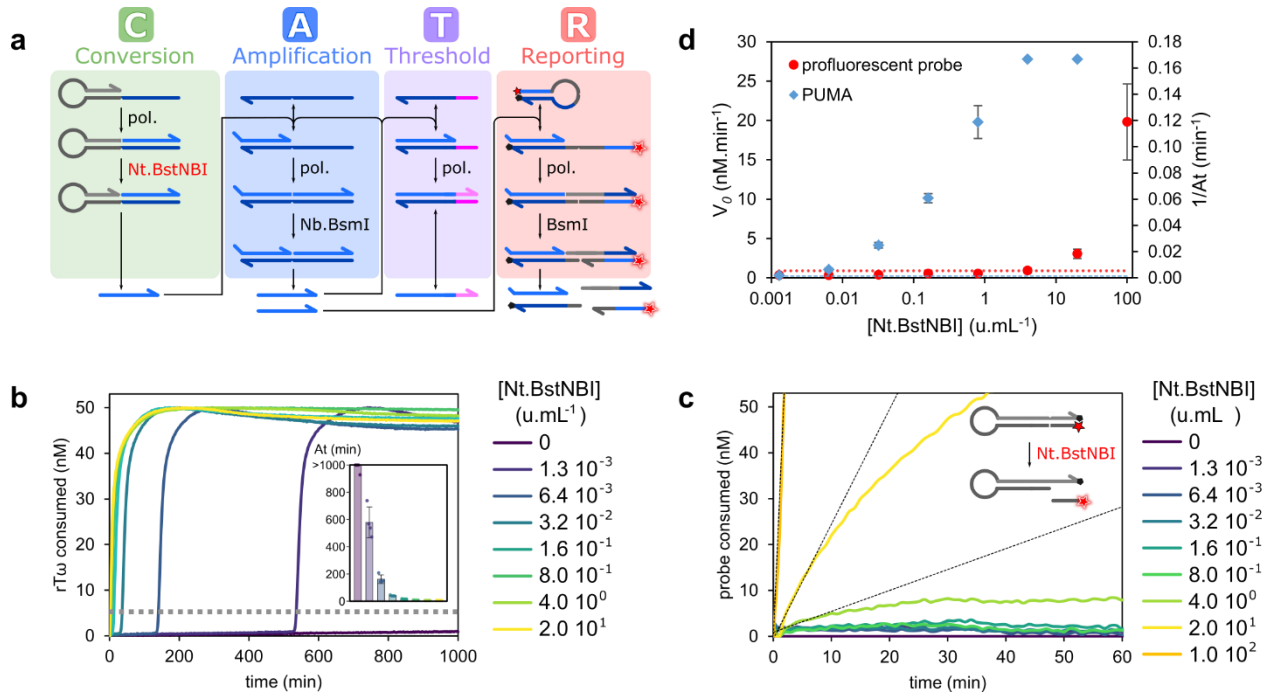 a
C A T R
Conversion Amplification Threshold Reporting
pol.
Nt.BstNBI
pol.
Nb.BsmI
pol.
pol.
BsmI
d
30
25
20
15
10
5
0
V0 (nM.min-1)
profluorescent probe
PUMA
0.18
0.16
0.14
0.12
0.10
0.08
0.06
0.04
0.02
0.00
1/At (min-1)
0.001 0.01 0.1 1 10 100
[Nt.BstNBI] (u.mL-1)
b
50
40
30
20
10
0
rTω consumed (nM)
At (min)
>1000
800
600
400
200
0
0 200 400 600 800 1000
time (min)
[Nt.BstNBI]
(u.mL-1)
0
1.3 10-3
6.4 10-3
3.2 10-2
1.6 10-1
8.0 10-1
4.0 100
2.0 101
c
50
40
30
20
10
0
probe consumed (nM)
Nt.BstNBI
0 10 20 30 40 50 60
time (min)
[Nt.BstNBI]
(u.mL )
0
1.3 10-3
6.4 10-3
3.2 10-2
1.6 10-1
8.0 10-1
4.0 100
2.0 101
1.0 102